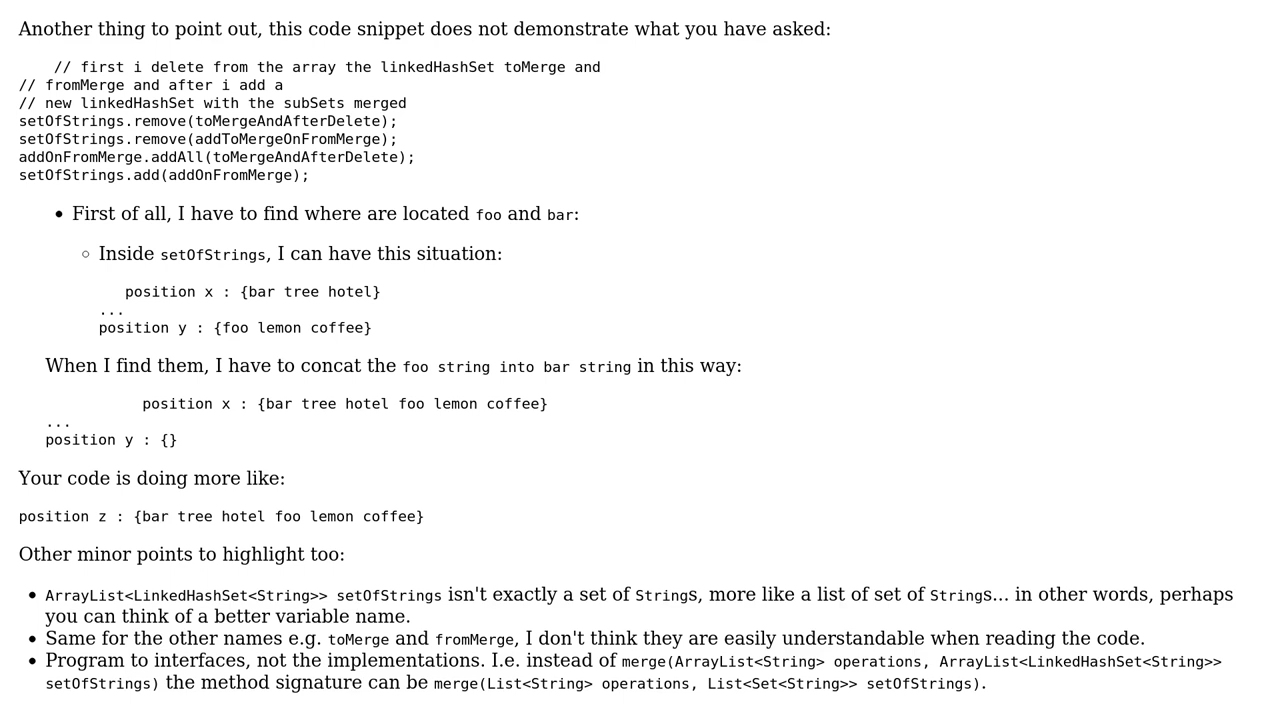 Another thing to point out, this code snippet does not demonstrate what you have asked:
// first i delete from the array the linkedHashSet toMerge and
// fromMerge and after i add a
// new linkedHashSet with the subSets merged
setOfStrings.remove(toMergeAndAfterDelete);
setOfStrings.remove(addToMergeOnFromMerge);
addOnFromMerge.addAll(toMergeAndAfterDelete);
setOfStrings.add(addOnFromMerge);
• First of all, I have to find where are located foo and bar:
◦ Inside setOfStrings, I can have this situation:
position x : {bar tree hotel}
...
position y : {foo lemon coffee}
When I find them, I have to concat the foo string into bar string in this way:
position x : {bar tree hotel foo lemon coffee}
...
position y : {}
Your code is doing more like:
position z : {bar tree hotel foo lemon coffee}
Other minor points to highlight too:
• ArrayList<LinkedHashSet<String>> setOfStrings isn't exactly a set of Strings, more like a list of set of Strings... in other words, perhaps
you can think of a better variable name.
• Same for the other names e.g. toMerge and fromMerge, I don't think they are easily understandable when reading the code.
• Program to interfaces, not the implementations. I.e. instead of merge(ArrayList<String> operations, ArrayList<LinkedHashSet<String>>
setOfStrings) the method signature can be merge(List<String> operations, List<Set<String>> setOfStrings).